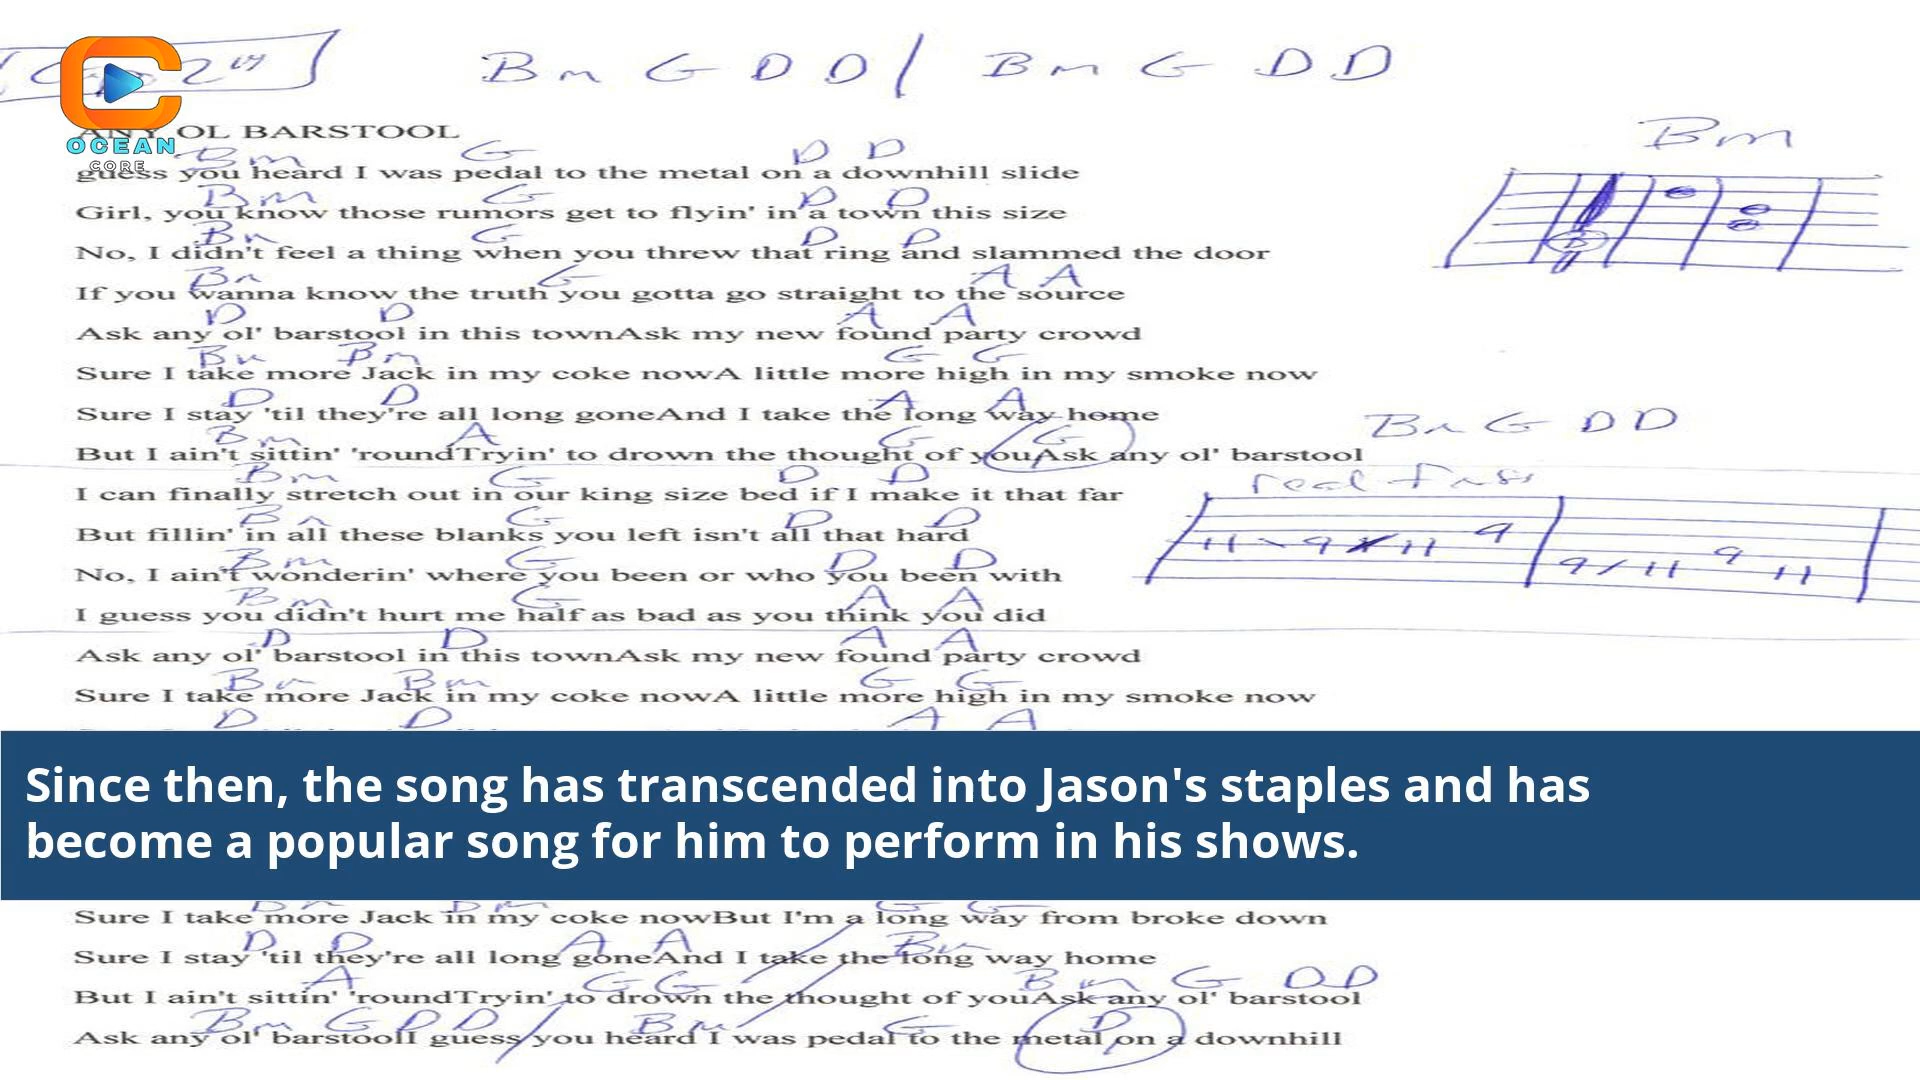 Capo 2nd
Bm G D D / Bm G D D
ANY OL BARSTOOL
OCEAN
CORE
Bm
Bm G D D
guess you heard I was pedal to the metal on a downhill slide
Bm G D D
Girl, you know those rumors get to flyin' in a town this size
Bm G D D
No, I didn't feel a thing when you threw that ring and slammed the door
Bm G A A
If you wanna know the truth you gotta go straight to the source
D D A A
Ask any ol' barstool in this townAsk my new found party crowd
Bm Bm G G
Sure I take more Jack in my coke nowA little more high in my smoke now
D D A A
Sure I stay 'til they're all long goneAnd I take the long way home
Bm A G G Bm G D D
But I ain't sittin' 'roundTryin' to drown the thought of youAsk any ol' barstool
Bm G D D
I can finally stretch out in our king size bed if I make it that far
Bm G D D
But fillin' in all these blanks you left isn't all that hard
11 9 11 9 9 / 11 9 11
Bm G D D
No, I ain't wonderin' where you been or who you been with
Bm G A A
I guess you didn't hurt me half as bad as you think you did
D D A A
Ask any ol' barstool in this townAsk my new found party crowd
Bm Bm G G
Sure I take more Jack in my coke nowA little more high in my smoke now
D D A A
Since then, the song has transcended into Jason's staples and has
become a popular song for him to perform in his shows.
Sure I take more Jack in my coke nowBut I'm a long way from broke down
D D A A Bm
Sure I stay 'til they're all long goneAnd I take the long way home
A G G Bm G D D
But I ain't sittin' 'roundTryin' to drown the thought of youAsk any ol' barstool
Bm G D D Bm G D
Ask any ol' barstoolI guess you heard I was pedal to the metal on a downhill